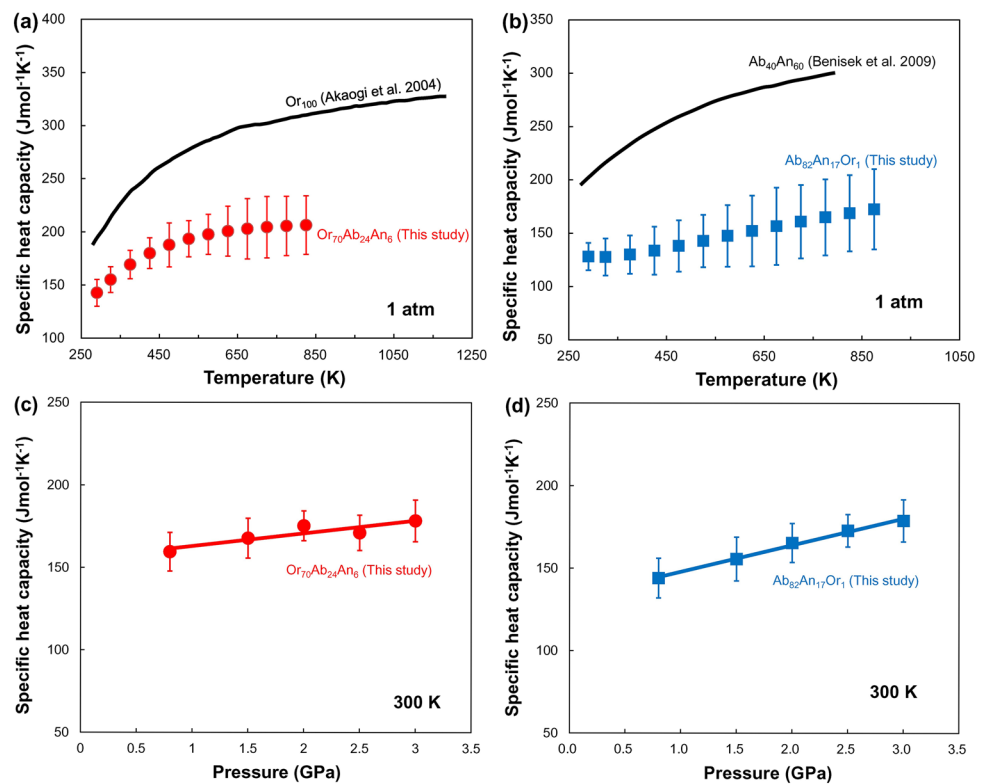 (a)
Specific heat capacity (Jmol⁻¹K⁻¹)
400
350
300
250
200
150
100
Or₁₀₀ (Akaogi et al. 2004)
Or₇₀Ab₂₄An₆ (This study)
1 atm
250 450 650 850 1050 1250
Temperature (K)
(b)
Specific heat capacity (Jmol⁻¹K⁻¹)
350
300
250
200
150
100
50
Ab₄₀An₆₀ (Benisek et al. 2009)
Ab₈₂An₁₇Or₁ (This study)
1 atm
250 450 650 850 1050
Temperature (K)
(c)
Specific heat capacity (Jmol⁻¹K⁻¹)
250
200
150
100
50
Or₇₀Ab₂₄An₆ (This study)
300 K
0 0.5 1 1.5 2 2.5 3 3.5
Pressure (GPa)
(d)
Specific heat capacity (Jmol⁻¹K⁻¹)
250
200
150
100
50
Ab₈₂An₁₇Or₁ (This study)
300 K
0.0 0.5 1.0 1.5 2.0 2.5 3.0 3.5
Pressure (GPa)